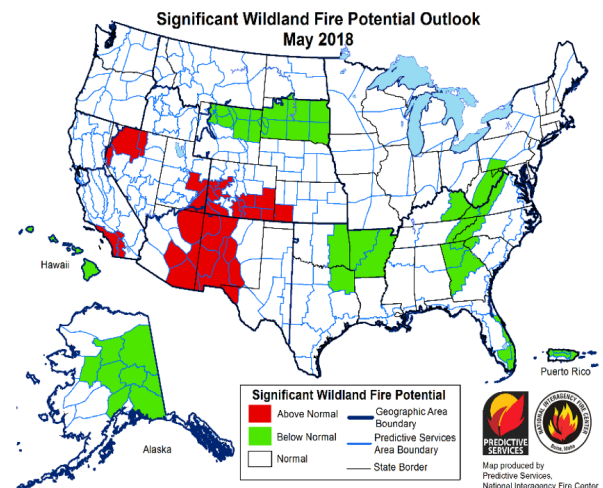 Significant Wildland Fire Potential Outlook
May 2018
Hawaii
Alaska
Puerto Rico
Significant Wildland Fire Potential
Above Normal
Below Normal
Normal
Geographic Area
Boundary
Predictive Services
Area Boundary
State Border
PREDICTIVE
SERVICES
NATIONAL INTERAGENCY FIRE CENTER
Boise, Idaho
Map produced by
Predictive Services,
National Interagency Fire Center